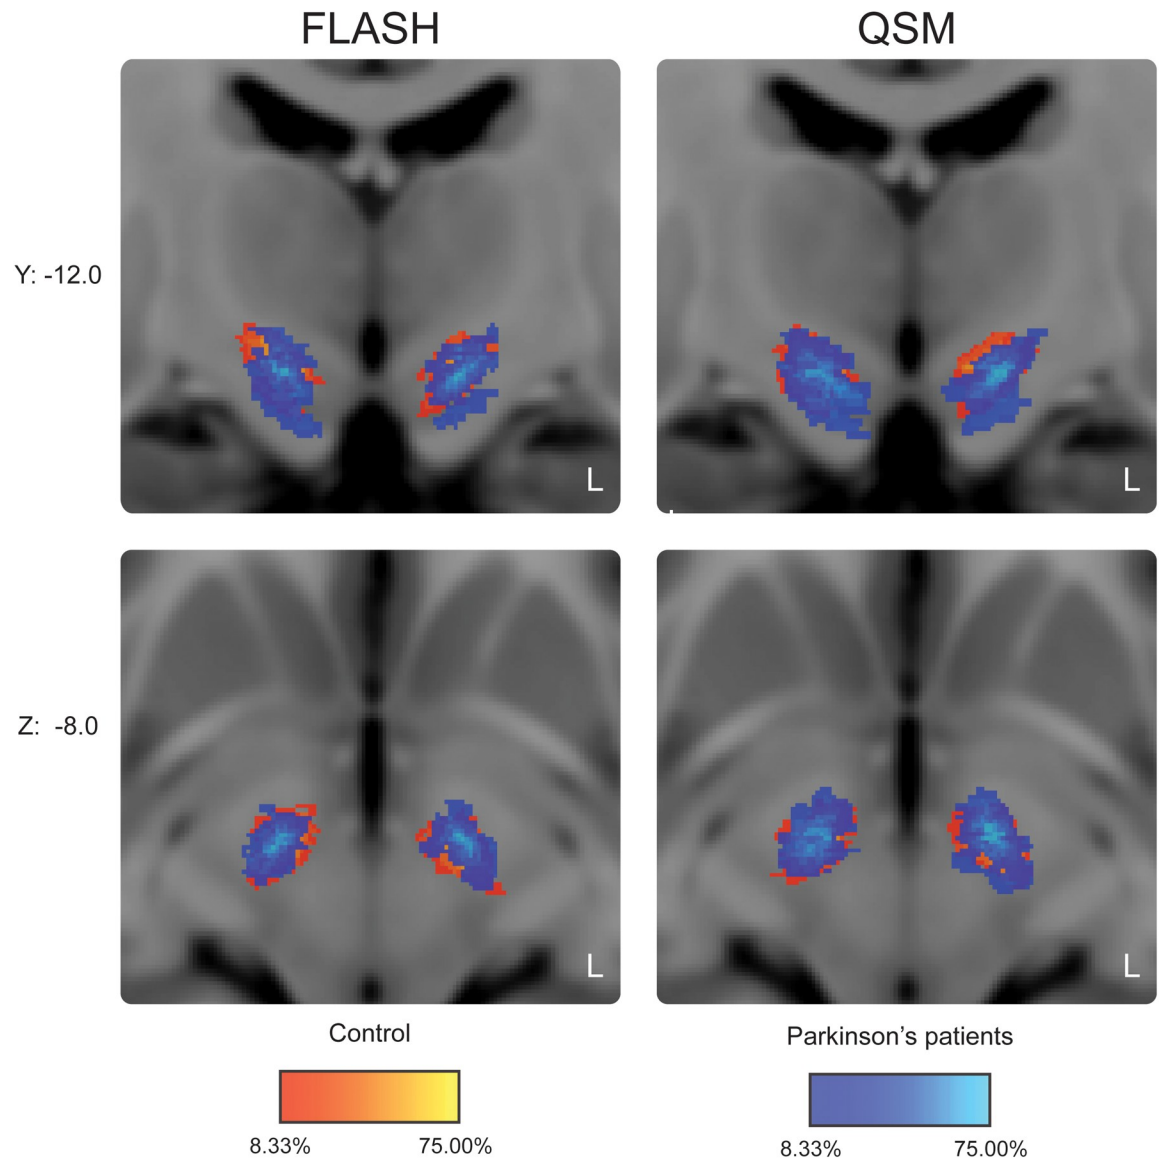 FLASH QSM
Y: -12.0
L L
Z: -8.0
L L
Control Parkinson's patients
8.33% 75.00% 8.33% 75.00%